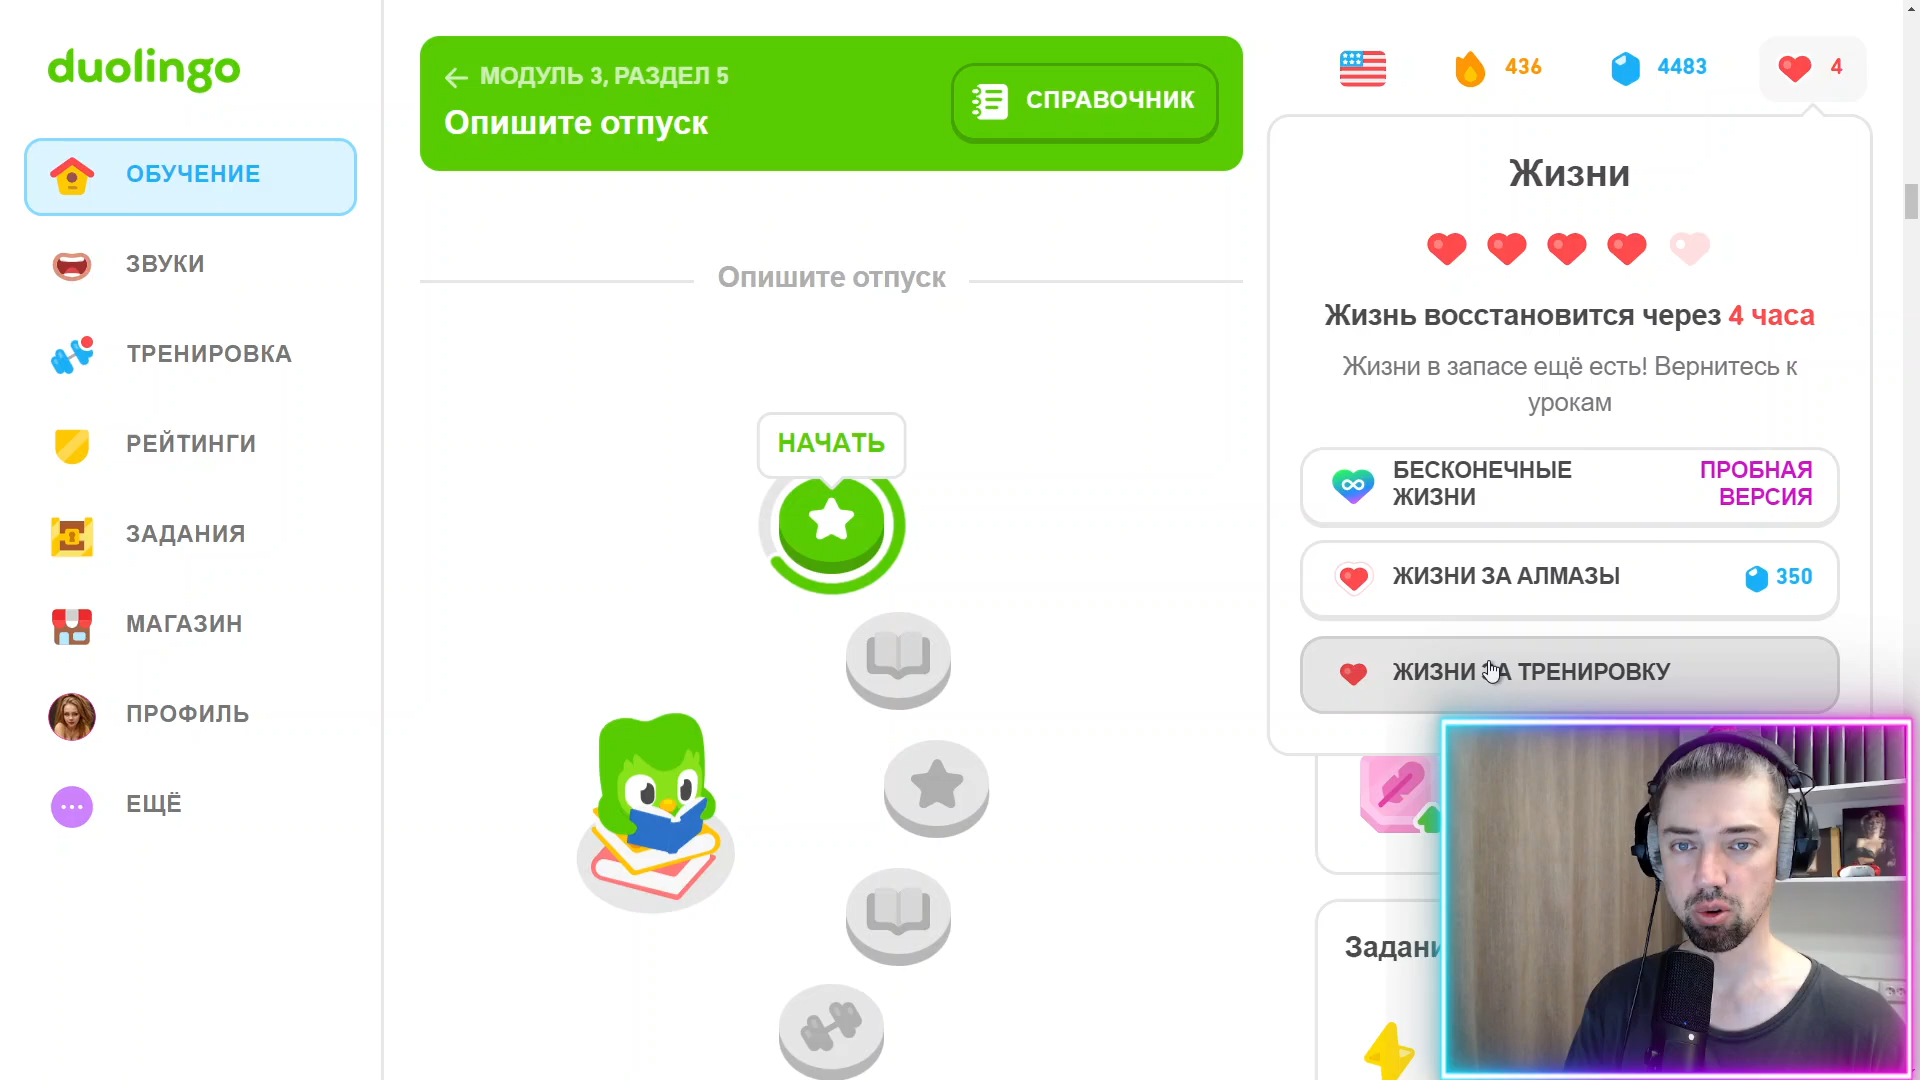 duolingo
ОБУЧЕНИЕ
ЗВУКИ
ТРЕНИРОВКА
РЕЙТИНГИ
ЗАДАНИЯ
МАГАЗИН
ПРОФИЛЬ
ЕЩЁ
МОДУЛЬ 3, РАЗДЕЛ 5
Опишите отпуск
СПРАВОЧНИК
Опишите отпуск
НАЧАТЬ
436
4483
4
Жизни
Жизнь восстановится через 4 часа
Жизни в запасе ещё есть! Вернитесь к
урокам
БЕСКОНЕЧНЫЕ
ЖИЗНИ
ПРОБНАЯ
ВЕРСИЯ
ЖИЗНИ ЗА АЛМАЗЫ
350
ЖИЗНИ ЗА ТРЕНИРОВКУ